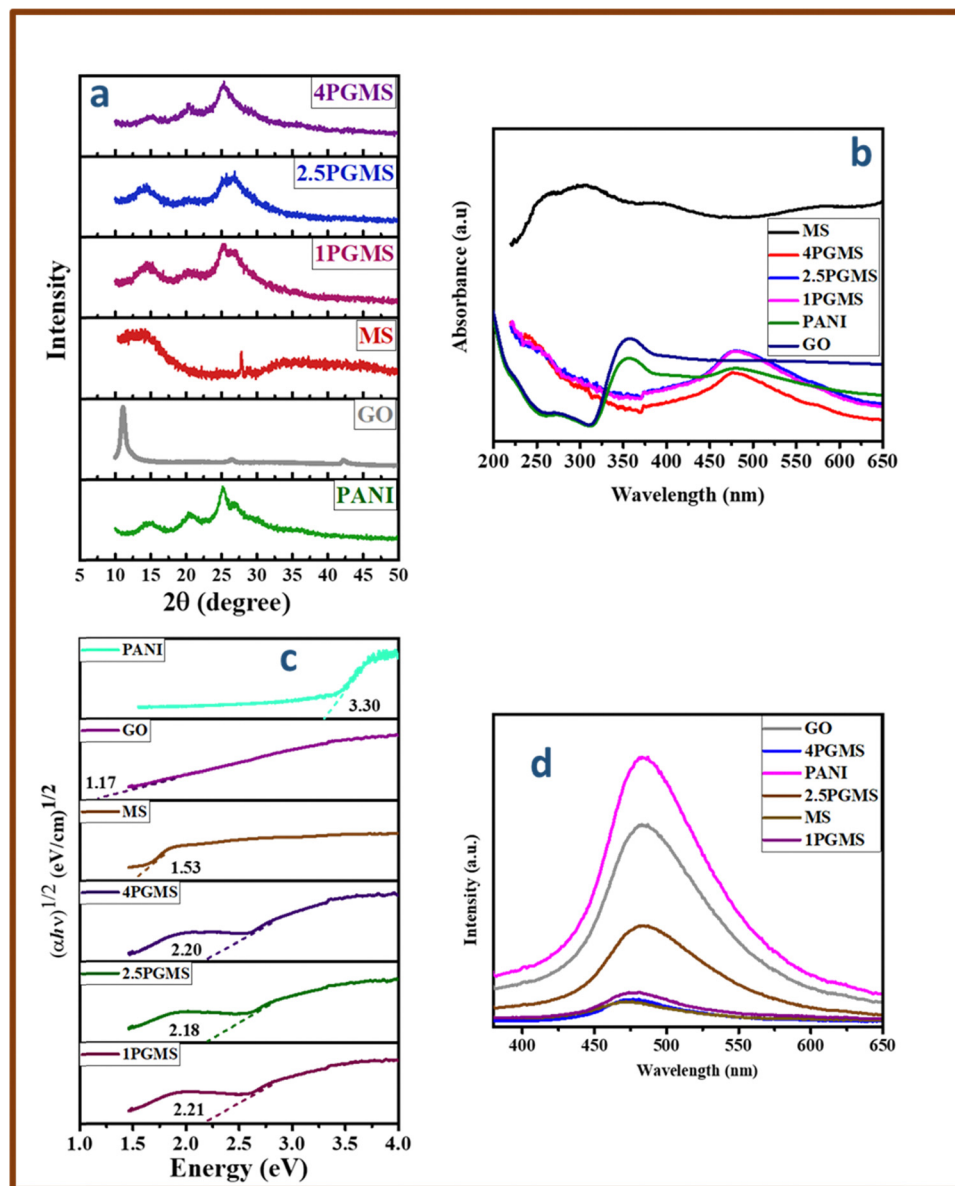 a
4PGMS
2.5PGMS
1PGMS
MS
GO
PANI
Intensity
5 10 15 20 25 30 35 40 45 50
2θ (degree)
b
MS
4PGMS
2.5PGMS
1PGMS
PANI
GO
Absorbance (a.u)
200 250 300 350 400 450 500 550 600 650
Wavelength (nm)
c
PANI
3.30
GO
1.17
MS
1.53
4PGMS
2.20
2.5PGMS
2.18
1PGMS
2.21
(αhν)1/2 (eV/cm)1/2
1.0 1.5 2.0 2.5 3.0 3.5 4.0
Energy (eV)
d
GO
4PGMS
PANI
2.5PGMS
MS
1PGMS
Intensity (a.u.)
400 450 500 550 600 650
Wavelength (nm)